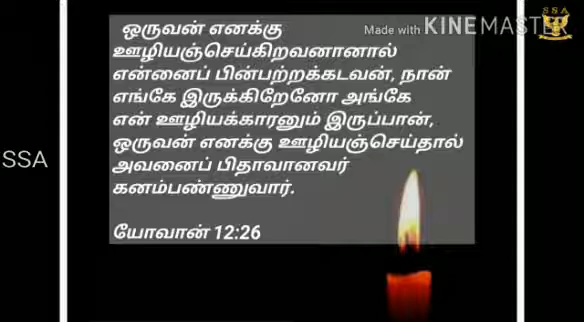 Made with KINEMASTER
SSA
ஒருவன் எனக்கு
ஊழியஞ்செய்கிறவனானால்
என்னைப் பின்பற்றக்கடவன், நான்
எங்கே இருக்கிறேனோ அங்கே
என் ஊழியக்காரனும் இருப்பான்,
ஒருவன் எனக்கு ஊழியஞ்செய்தால்
அவனைப் பிதாவானவர்
கனம்பண்ணுவார்.
யோவான் 12:26
SSA